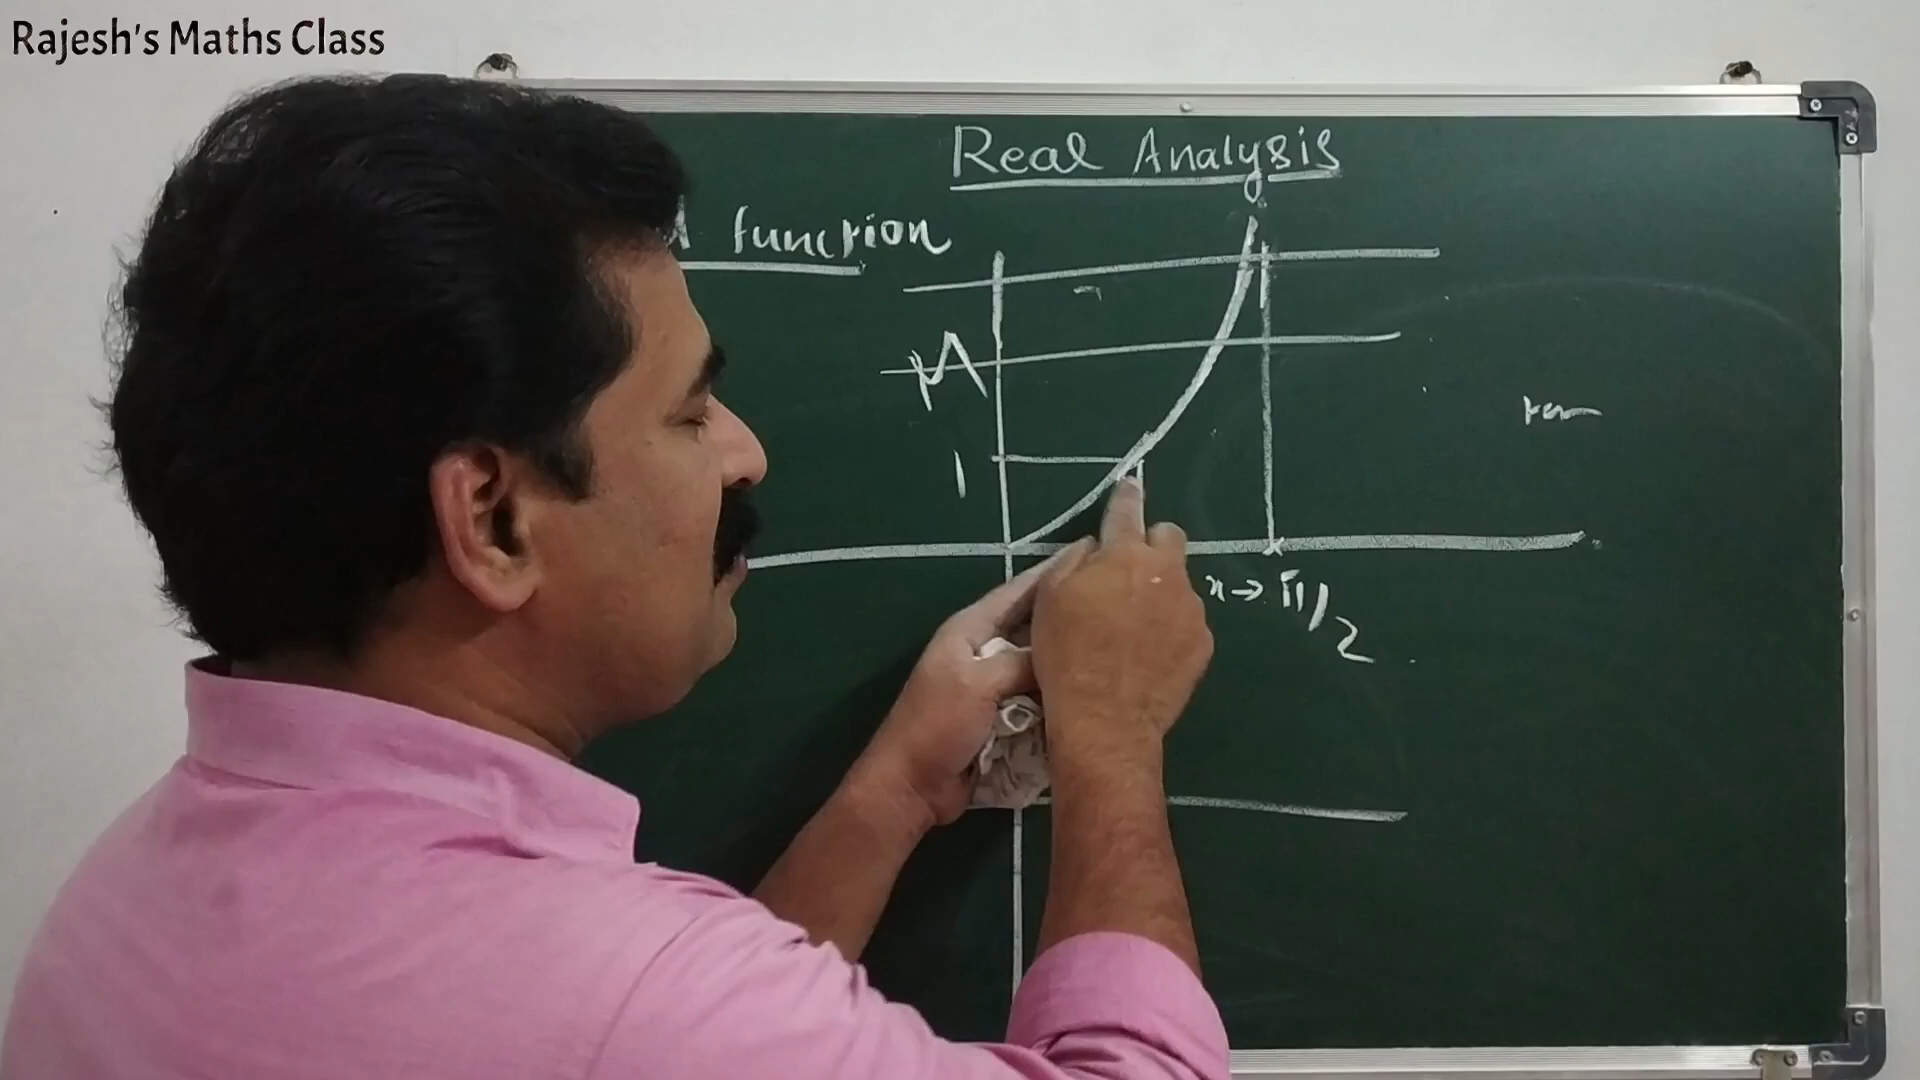 Rajesh's Maths Class
Real Analysis
function
M
1
x → π/2